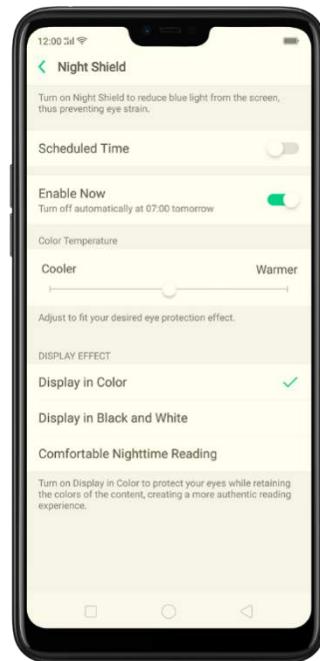 12:00
Night Shield
Turn on Night Shield to reduce blue light from the screen,
thus preventing eye strain.
Scheduled Time
Enable Now
Turn off automatically at 07:00 tomorrow
Color Temperature
Cooler Warmer
Adjust to fit your desired eye protection effect.
DISPLAY EFFECT
Display in Color
Display in Black and White
Comfortable Nighttime Reading
Turn on Display in Color to protect your eyes while retaining
the colors of the content, creating a more authentic reading
experience.